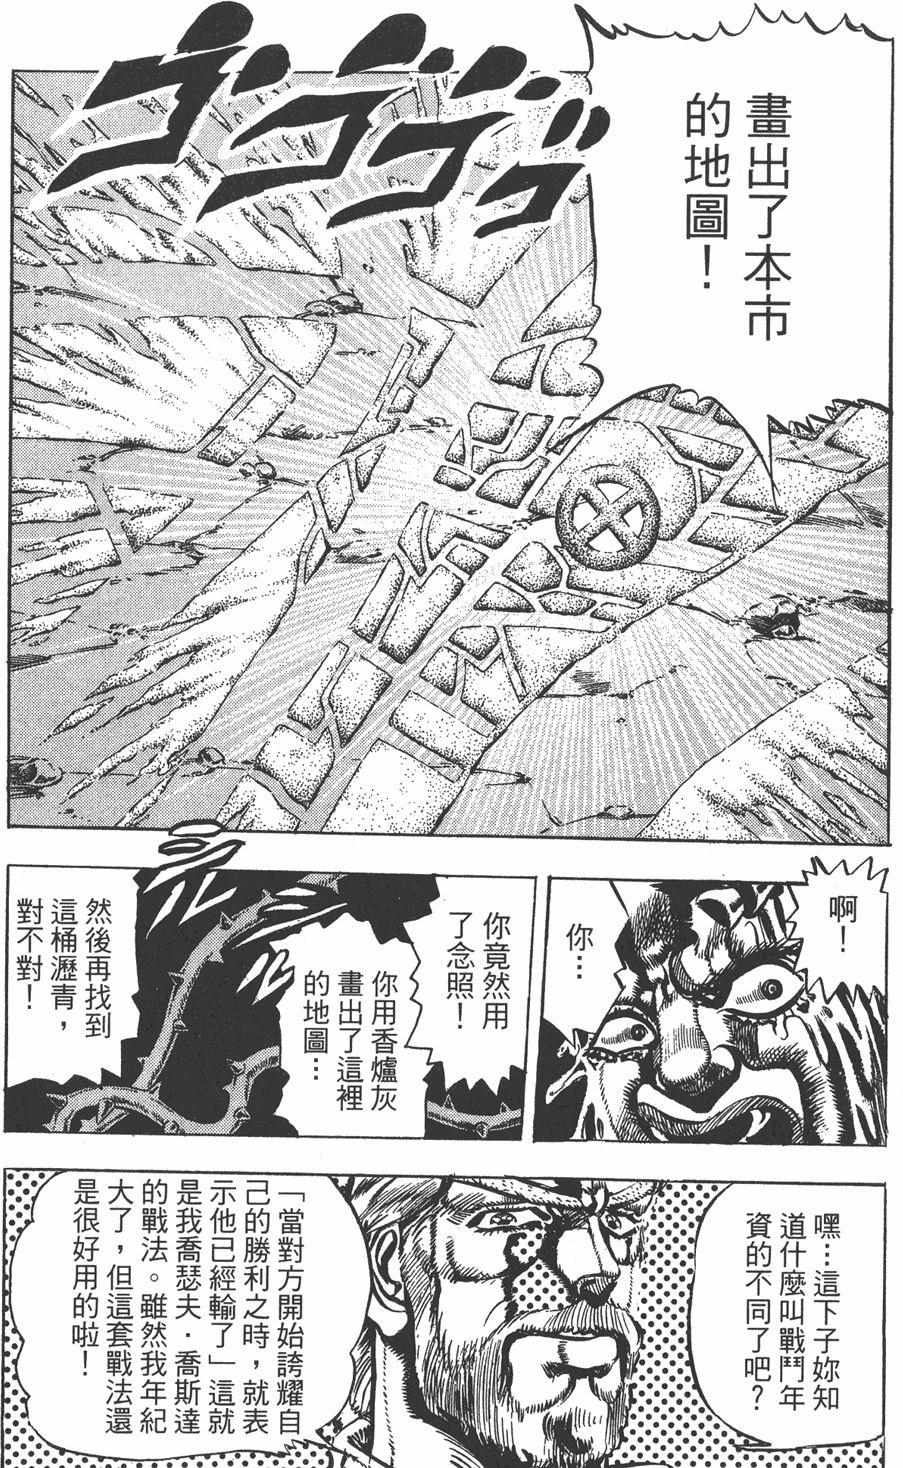 畫出了本市
的地圖！
ゴゴゴゴ
啊！
你…
你竟然用
了念照！
你用香爐灰
畫出了這裡
的地圖…
然後再找到
這桶瀝青，
對不對！
嘿…這下子妳知
道什麼叫戰鬥年
資的不同了吧？
「當對方開始誇耀自
己的勝利之時，就表
示他已經輸了」這就
是我喬瑟夫．喬斯達
的戰法。雖然我年紀
大了，但這套戰法還
是很好用的啦！